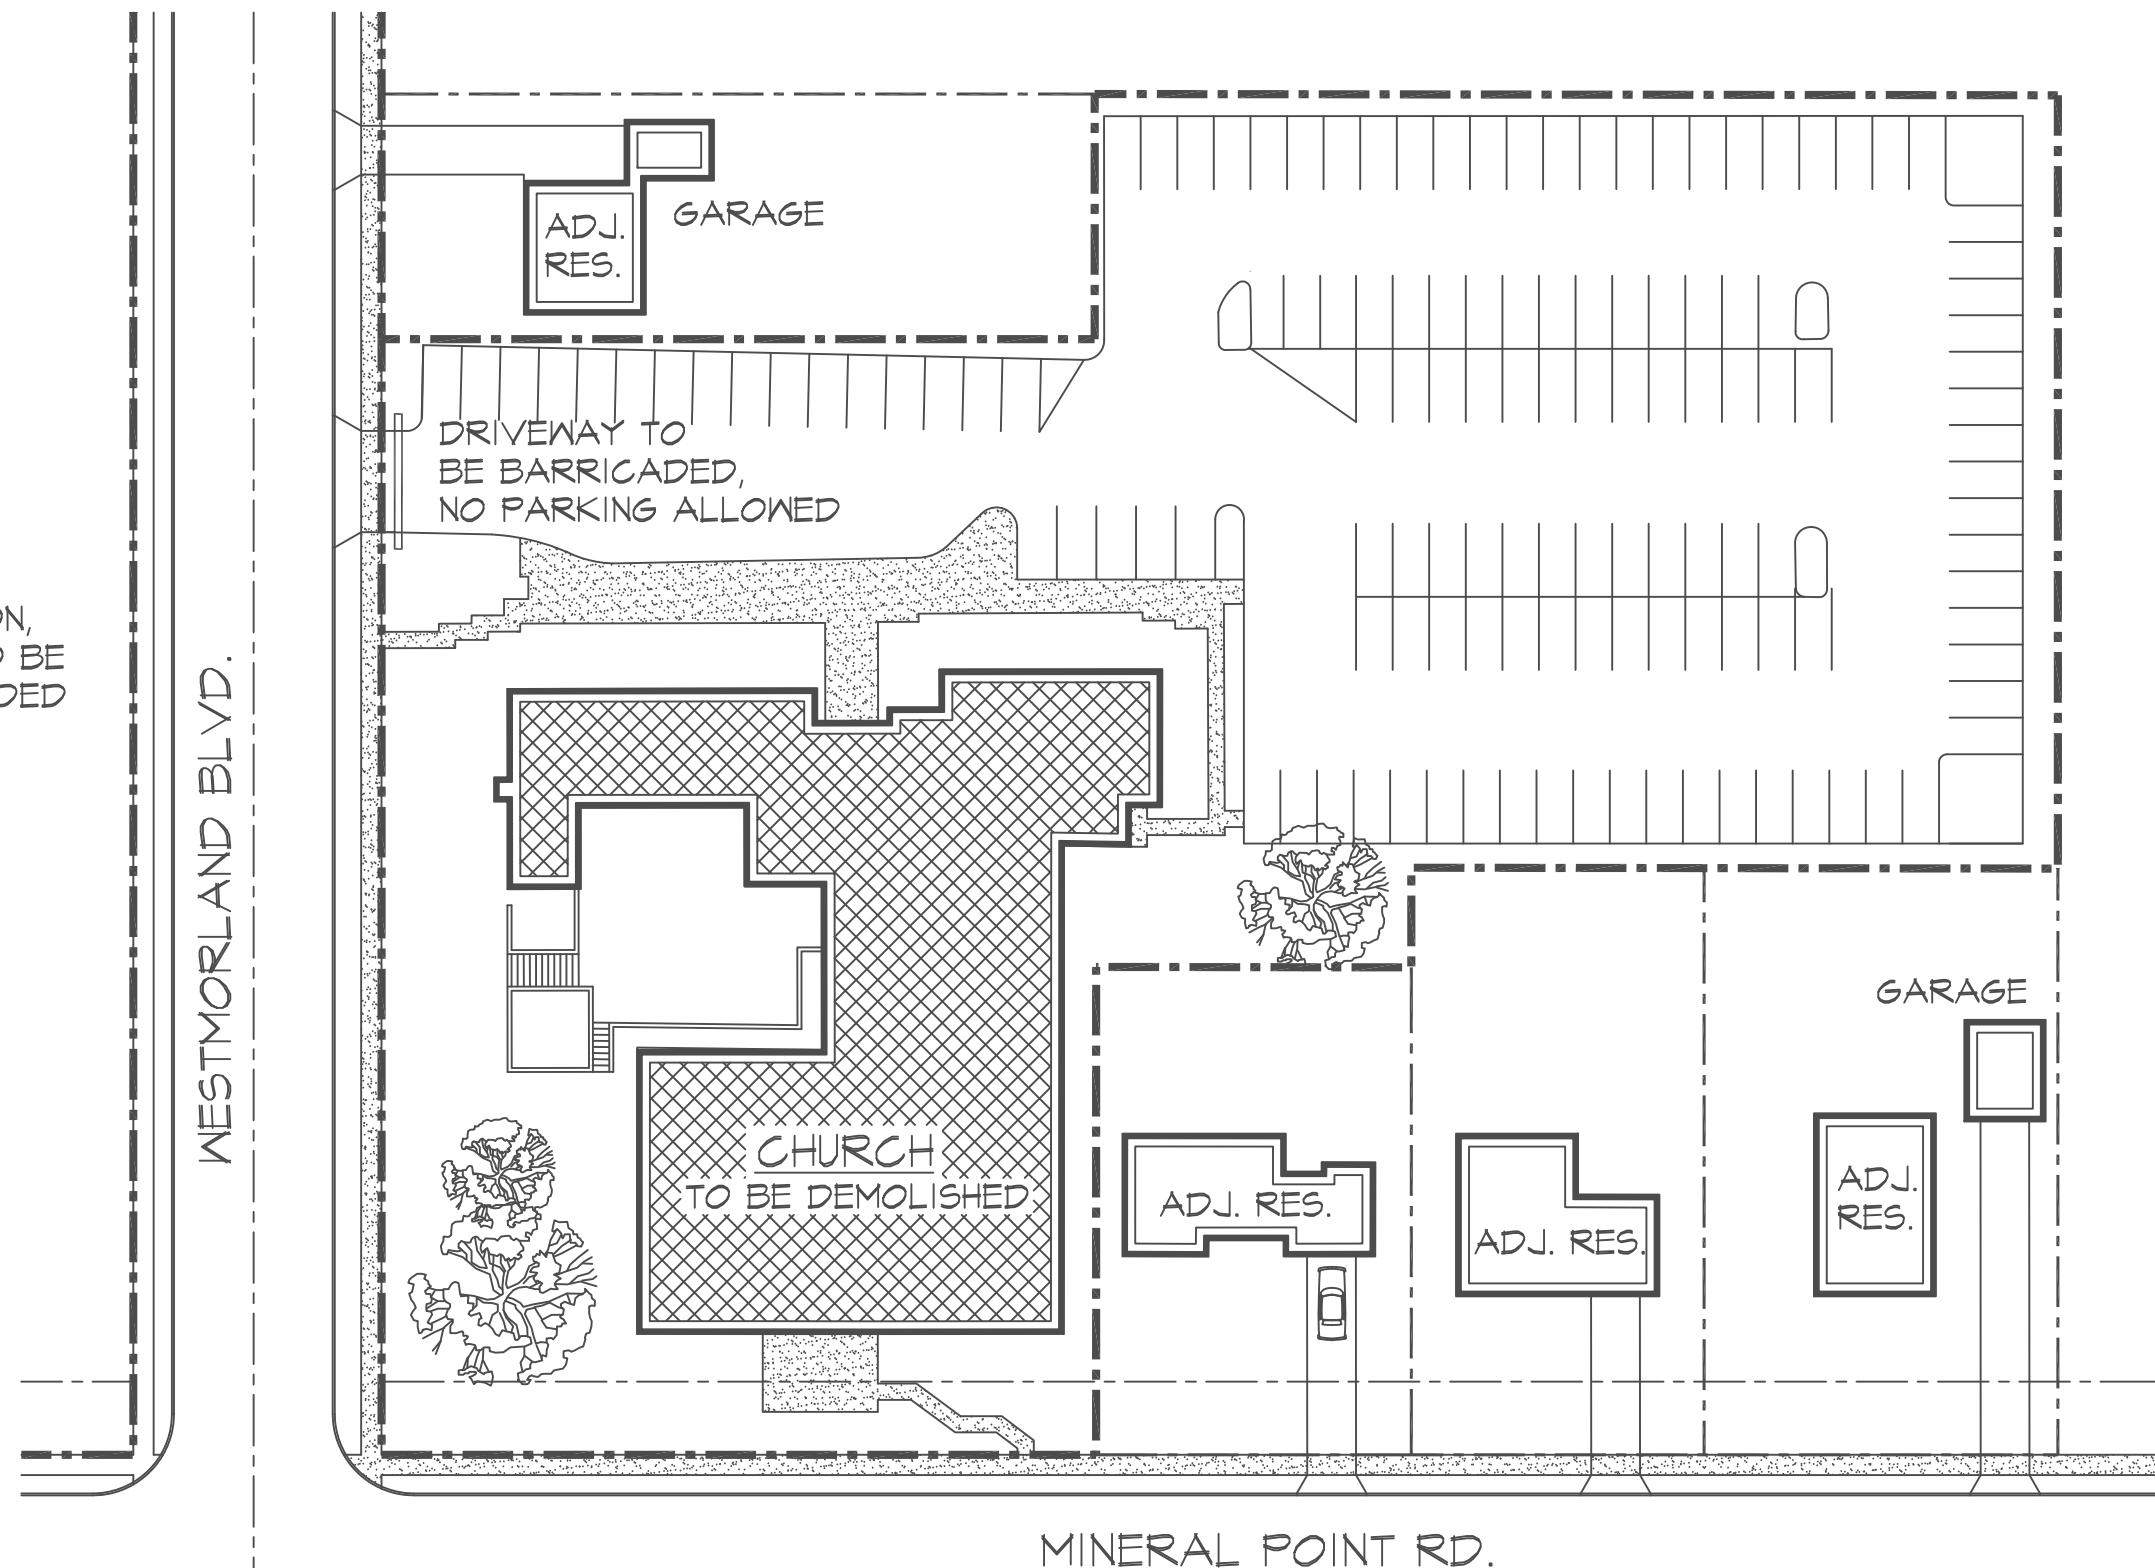 GARAGE
ADJ.
RES.
DRIVEWAY TO
BE BARRICADED,
NO PARKING ALLOWED
BE
WESTMORLAND BLVD.
GARAGE
CHURCH
TO BE DEMOLISHED
ADJ. RES.
ADJ. RES.
ADJ.
RES.
MINERAL POINT RD.